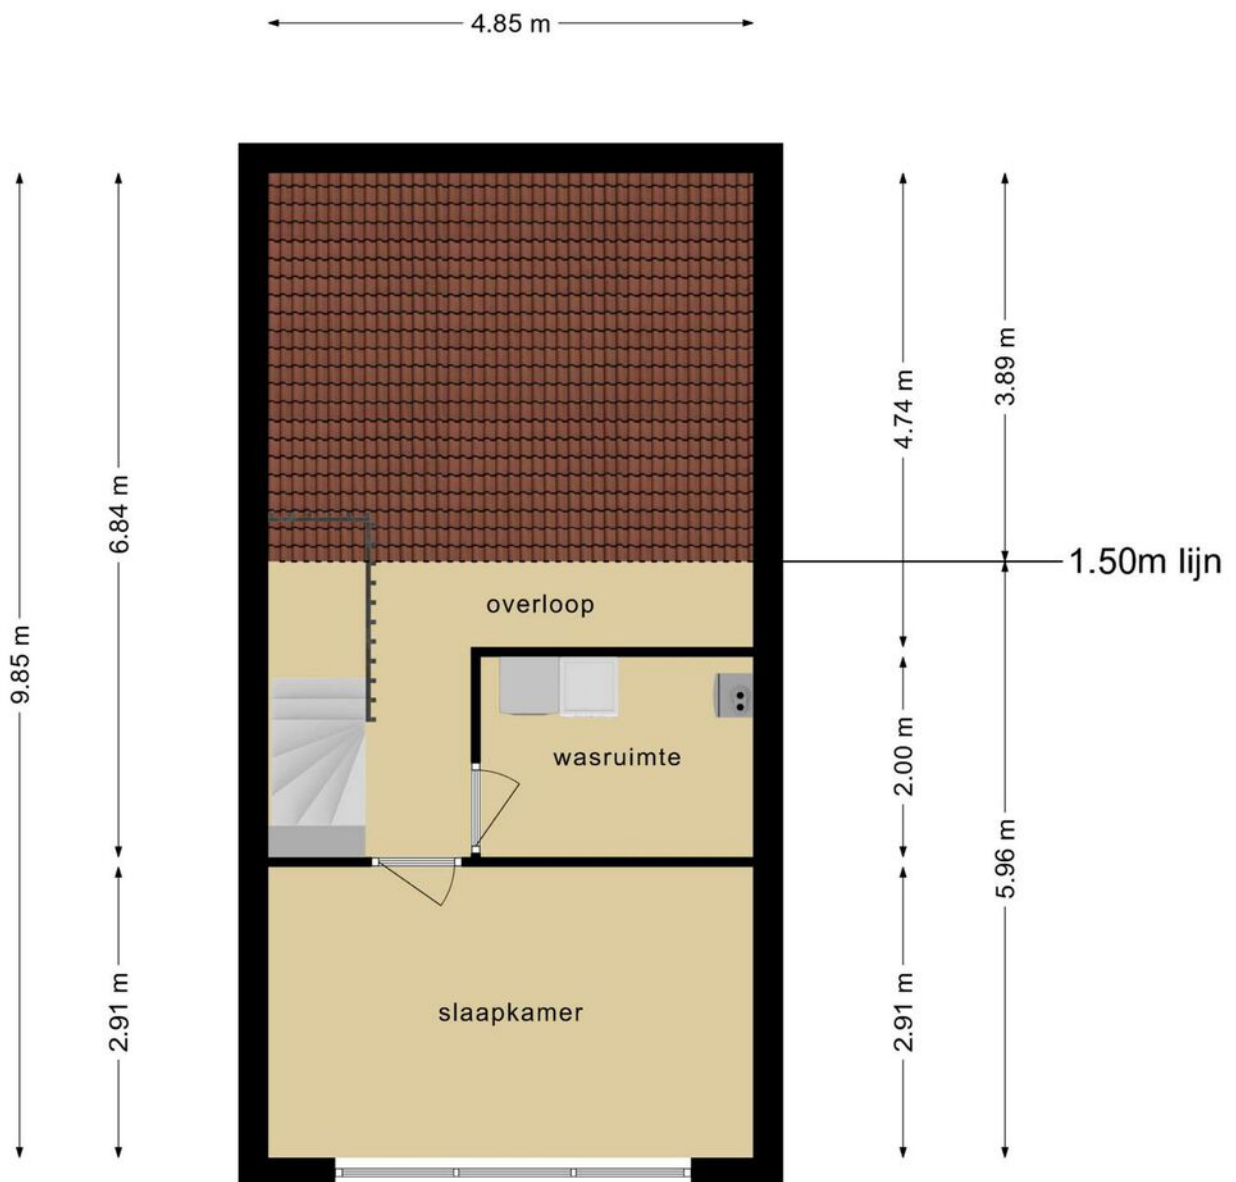 4.85 m
9.85 m
6.84 m
2.91 m
overloop
wasruimte
slaapkamer
4.74 m
2.00 m
2.91 m
3.89 m
5.96 m
1.50m lijn